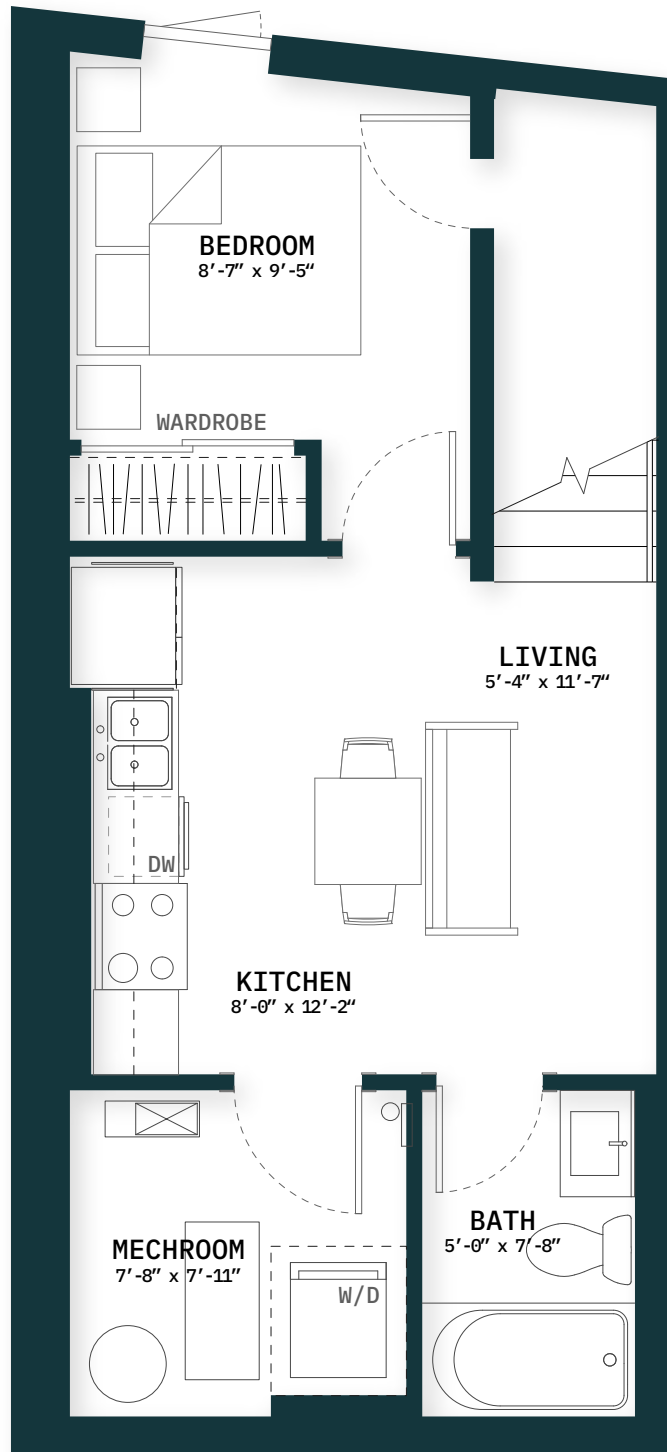 BEDROOM
8’-7” x 9’-5“
WARDROBE
LIVING
5’-4” x 11’-7“
DW
KITCHEN
8’-0” x 12’-2“
MECHROOM
7’-8” x 7’-11”
BATH
5’-0” x 7’-8”
W/D